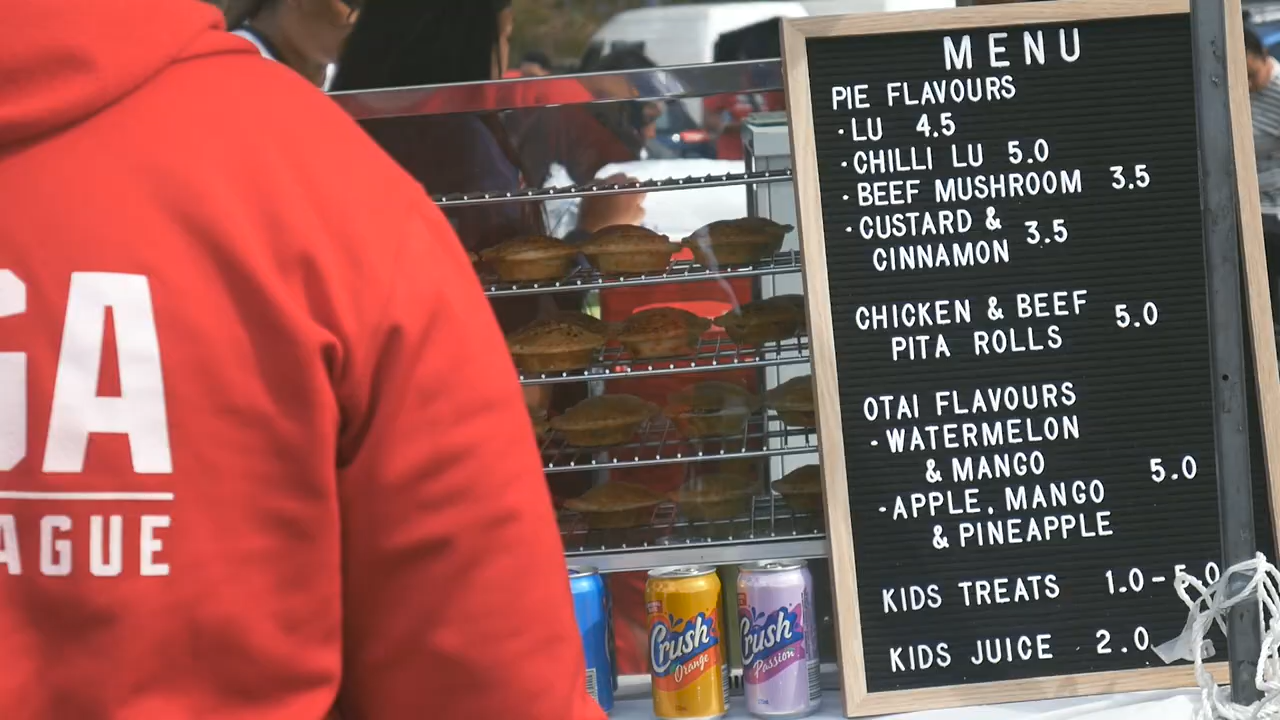 MENU
PIE FLAVOURS
·LU 4.5
·CHILLI LU 5.0
·BEEF MUSHROOM 3.5
·CUSTARD &
CINNAMON 3.5
CHICKEN & BEEF
PITA ROLLS 5.0
OTAI FLAVOURS
·WATERMELON
& MANGO
5.0
·APPLE. MANGO
& PINEAPPLE
KIDS TREATS 1.0-5.0
KIDS JUICE 2.0
GA
AGUE
Crush
Orange
Crush
Passion